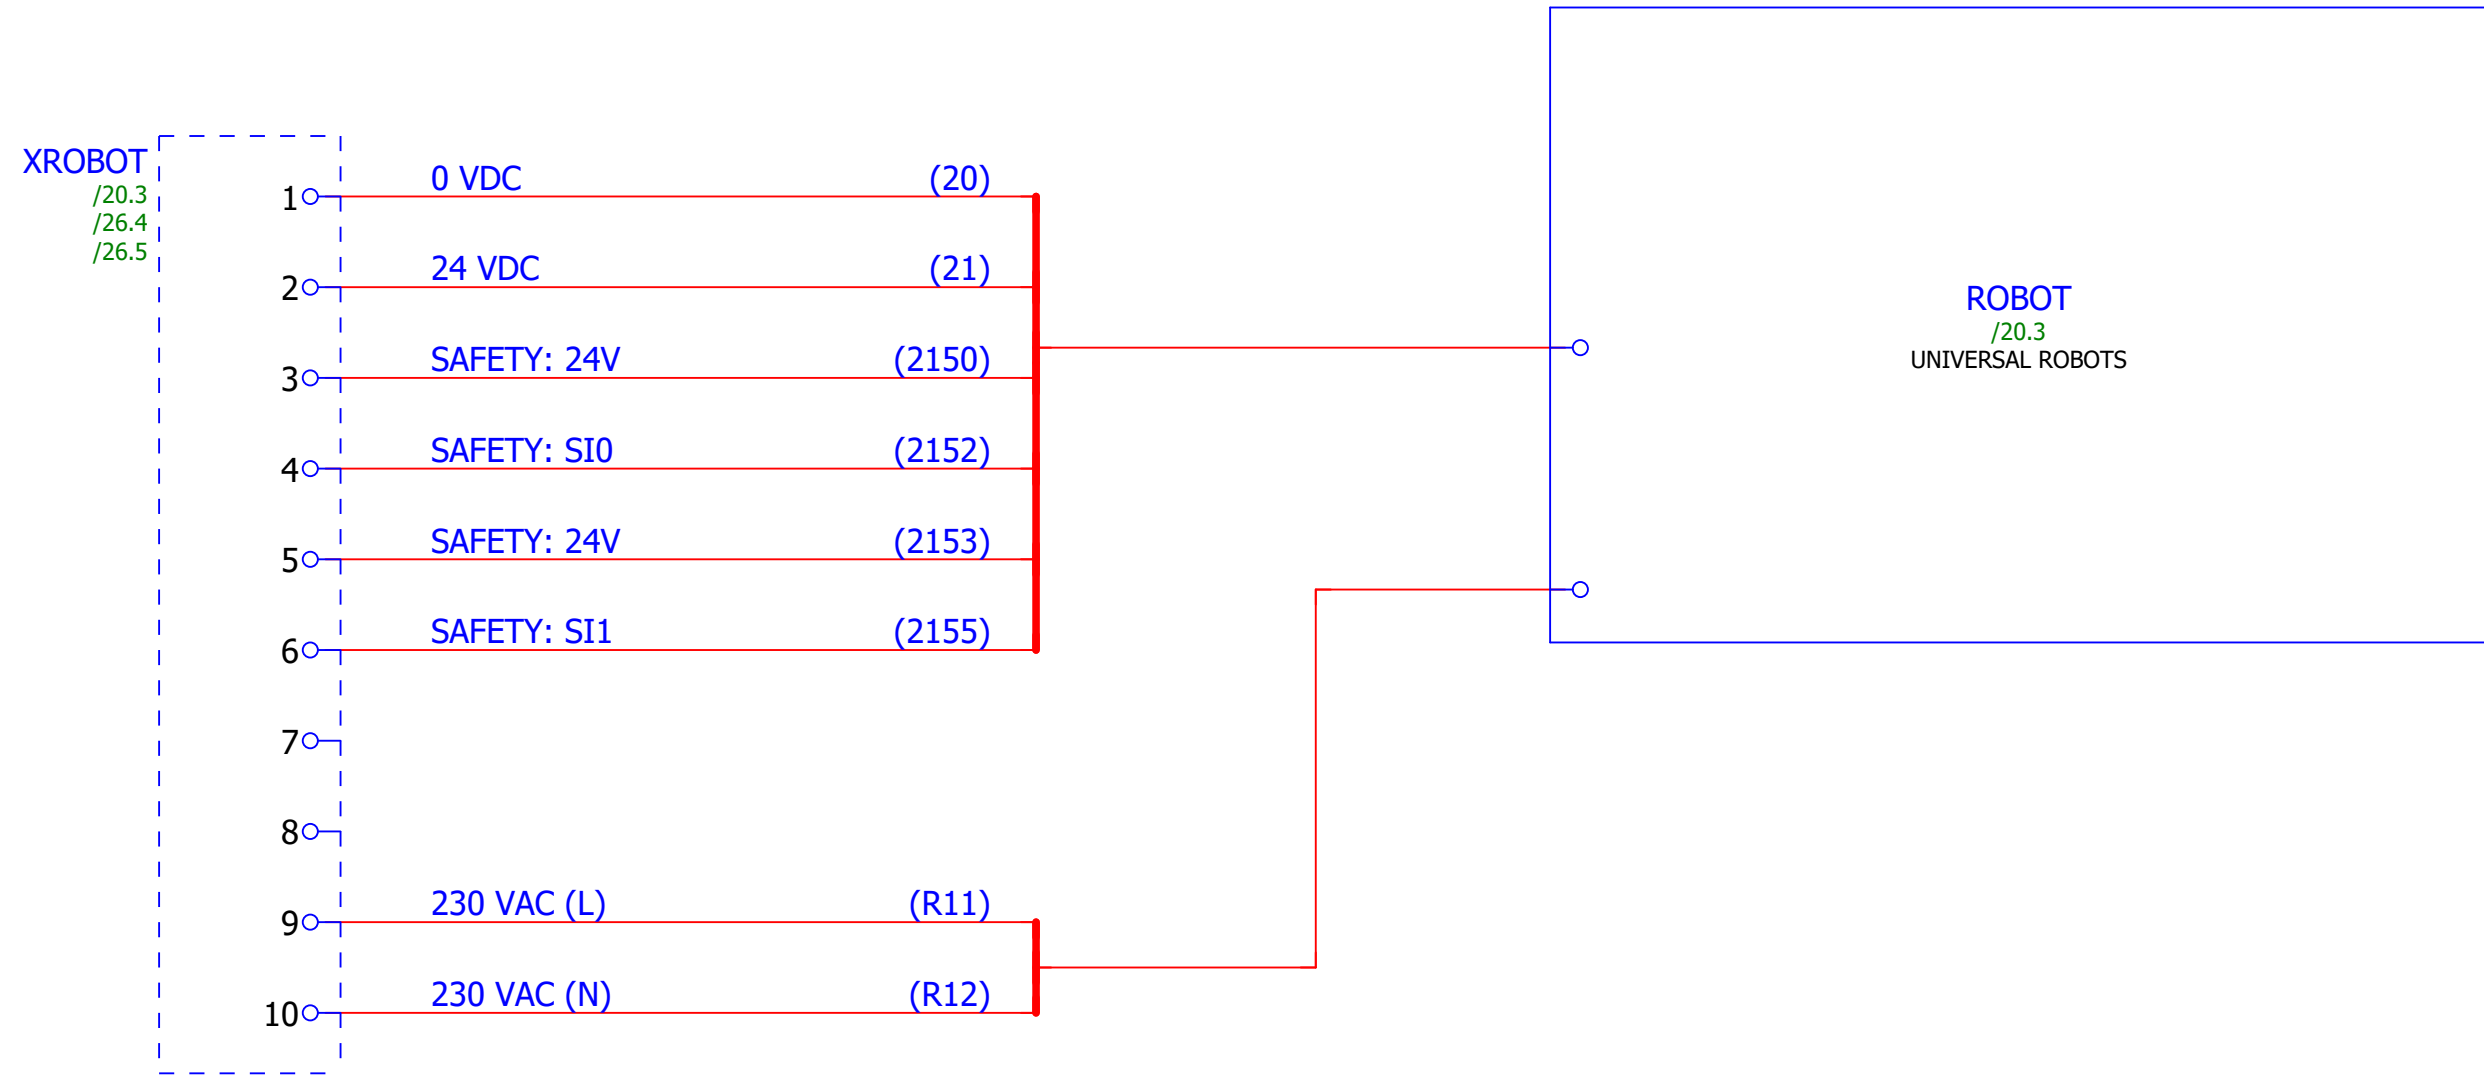 XROBOT
/20.3
/26.4
/26.5
1 0 VDC (20)
2 24 VDC (21)
3 SAFETY: 24V (2150)
4 SAFETY: SI0 (2152)
5 SAFETY: 24V (2153)
6 SAFETY: SI1 (2155)
7
8
9 230 VAC (L) (R11)
10 230 VAC (N) (R12)
ROBOT
/20.3
UNIVERSAL ROBOTS